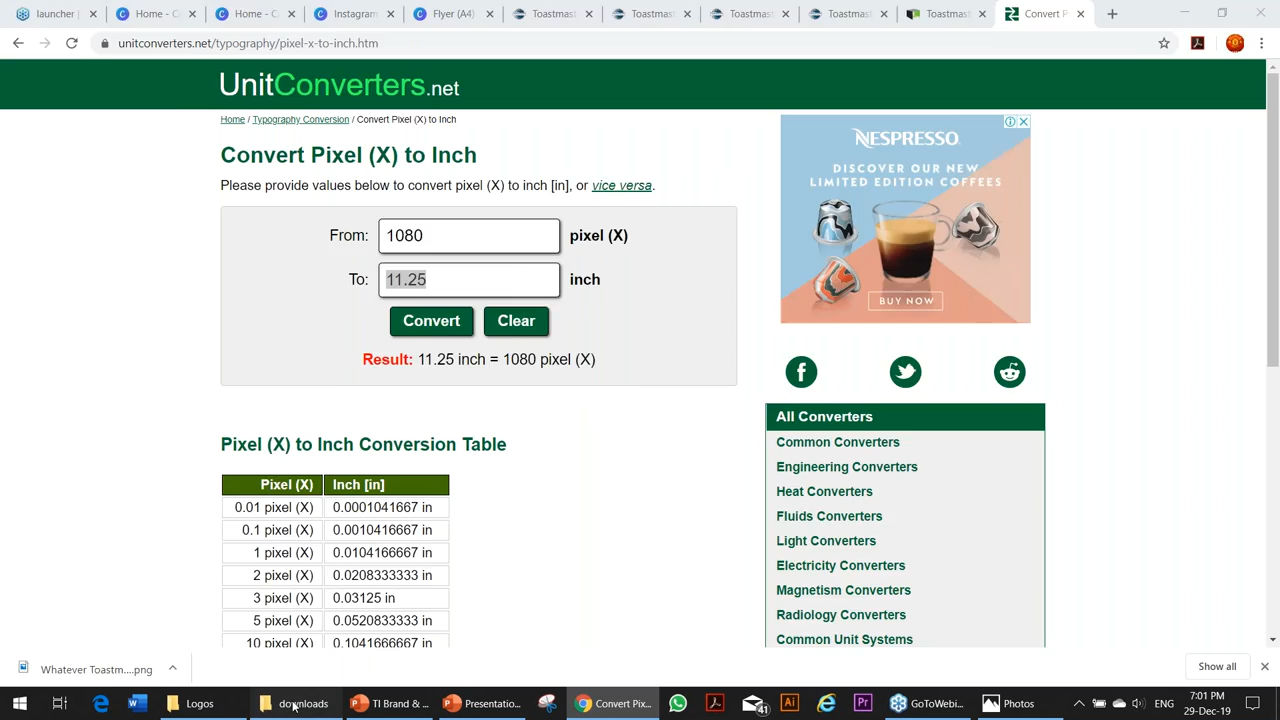 launcher |
Home - C
Home - C
Instagran
Flyer (A4)
Toastmast
Toastmast
Toastmast
Toastmast
Toastmast
Convert P
unitconverters.net/typography/pixel-x-to-inch.htm
UnitConverters.net
Home / Typography Conversion / Convert Pixel (X) to Inch
Convert Pixel (X) to Inch
Please provide values below to convert pixel (X) to inch [in], or vice versa.
From: 1080 pixel (X)
To: 11.25 inch
Convert Clear
Result: 11.25 inch = 1080 pixel (X)
NESPRESSO
DISCOVER OUR NEW
LIMITED EDITION COFFEES
BUY NOW
Pixel (X) to Inch Conversion Table
Pixel (X) Inch [in]
0.01 pixel (X) 0.0001041667 in
0.1 pixel (X) 0.0010416667 in
1 pixel (X) 0.0104166667 in
2 pixel (X) 0.0208333333 in
3 pixel (X) 0.03125 in
5 pixel (X) 0.0520833333 in
10 pixel (X) 0.1041666667 in
All Converters
Common Converters
Engineering Converters
Heat Converters
Fluids Converters
Light Converters
Electricity Converters
Magnetism Converters
Radiology Converters
Common Unit Systems
Whatever Toastm....png
Show all
Logos
downloads
TI Brand & ...
Presentatio...
Convert Pix...
41
GoToWebi...
Photos
ENG
7:01 PM
29-Dec-19